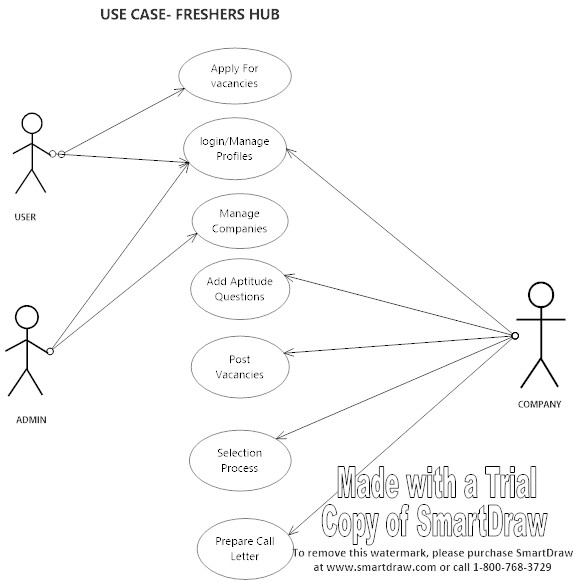 USE CASE- FRESHERS HUB
Apply For
vacancies
login/Manage
Profiles
USER
Manage
Companies
Add Aptitude
Questions
Post
Vacancies
ADMIN
COMPANY
Selection
Process
Made with a Trial
Copy of SmartDraw
Prepare Call
Letter
To remove this watermark, please purchase SmartDraw
at www.smartdraw.com or call 1-800-768-3729